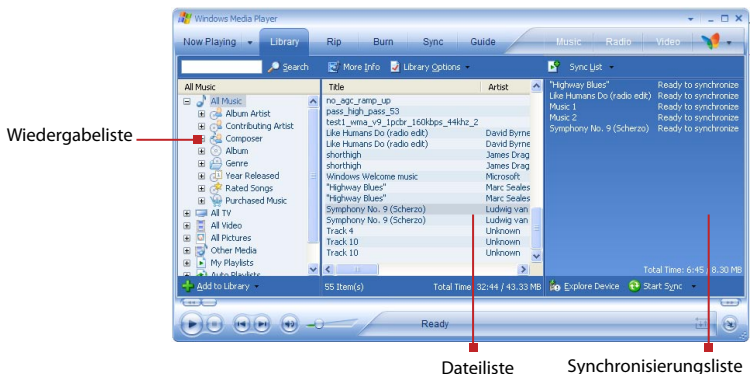 Windows Media Player
Now Playing Library Rip Burn Sync Guide Music Radio Video
Search More Info Library Options Sync List
All Music
All Music
Album Artist
Contributing Artist
Composer
Album
Genre
Year Released
Rated Songs
Purchased Music
All TV
All Video
All Pictures
Other Media
My Playlists
Auto Playlists
Title Artist
no_agc_ramp_up
pass_high_pass_53
test1_wma_v9_1pcbr_160kbps_44khz_2
Like Humans Do (radio edit) David Byrne
Like Humans Do (radio edit) David Byrne
shorthigh James Drag
shorthigh James Drag
Windows Welcome music Microsoft
"Highway Blues" Marc Seales
"Highway Blues" Marc Seales
Symphony No. 9 (Scherzo) Ludwig van
Symphony No. 9 (Scherzo) Ludwig van
Track 4 Unknown
Track 10 Unknown
Track 10 Unknown
"Highway Blues" Ready to synchronize
Like Humans Do (radio edit) Ready to synchronize
Music 1 Ready to synchronize
Music 2 Ready to synchronize
Symphony No. 9 (Scherzo) Ready to synchronize
Total Time: 6:45 / 8.30 MB
Add to Library 55 Item(s) Total Time: 32:44 / 43.33 MB Explore Device Start Sync
Ready
Wiedergabeliste
Dateiliste
Synchronisierungsliste